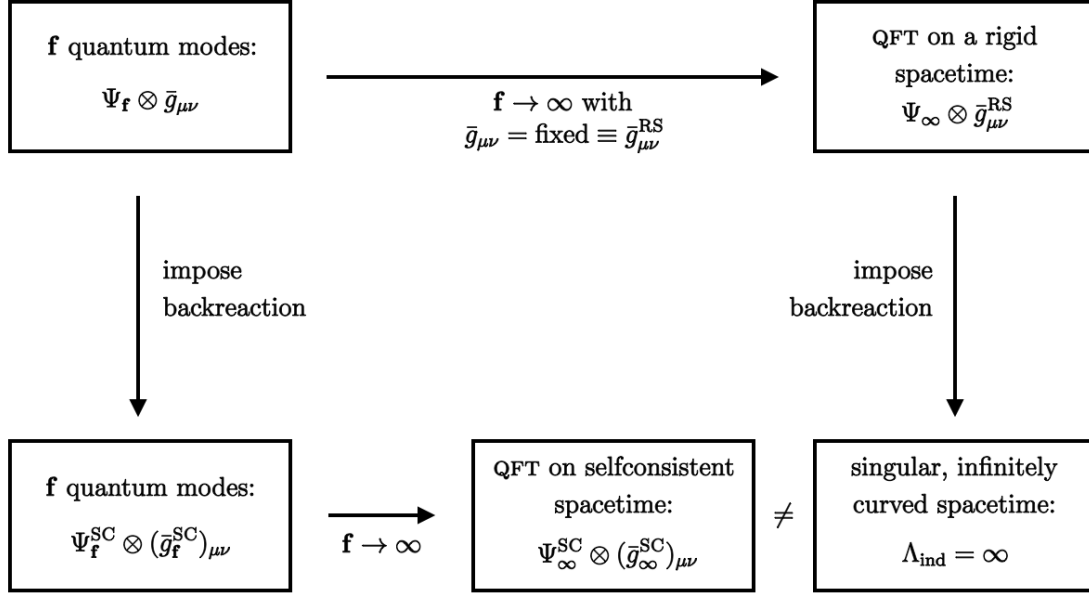 f quantum modes:
Ψ_f ⊗ ḡ_μν
f → ∞ with
ḡ_μν = fixed ≡ ḡ^RS_μν
QFT on a rigid
spacetime:
Ψ_∞ ⊗ ḡ^RS_μν
impose
backreaction
impose
backreaction
f quantum modes:
Ψ^SC_f ⊗ (ḡ^SC_f)_μν
f → ∞
QFT on selfconsistent
spacetime:
Ψ^SC_∞ ⊗ (ḡ^SC_∞)_μν
≠
singular, infinitely
curved spacetime:
Λ_ind = ∞